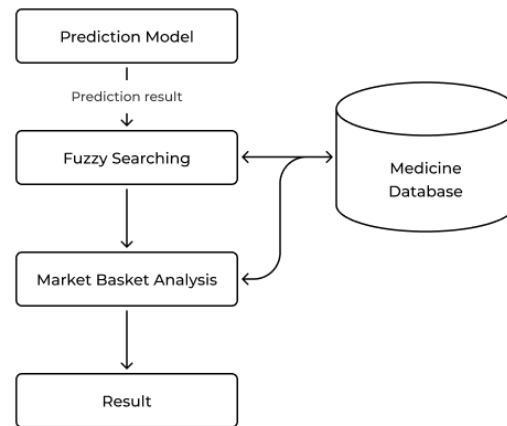 Prediction Model
Prediction result
Fuzzy Searching
Medicine
Database
Market Basket Analysis
Result